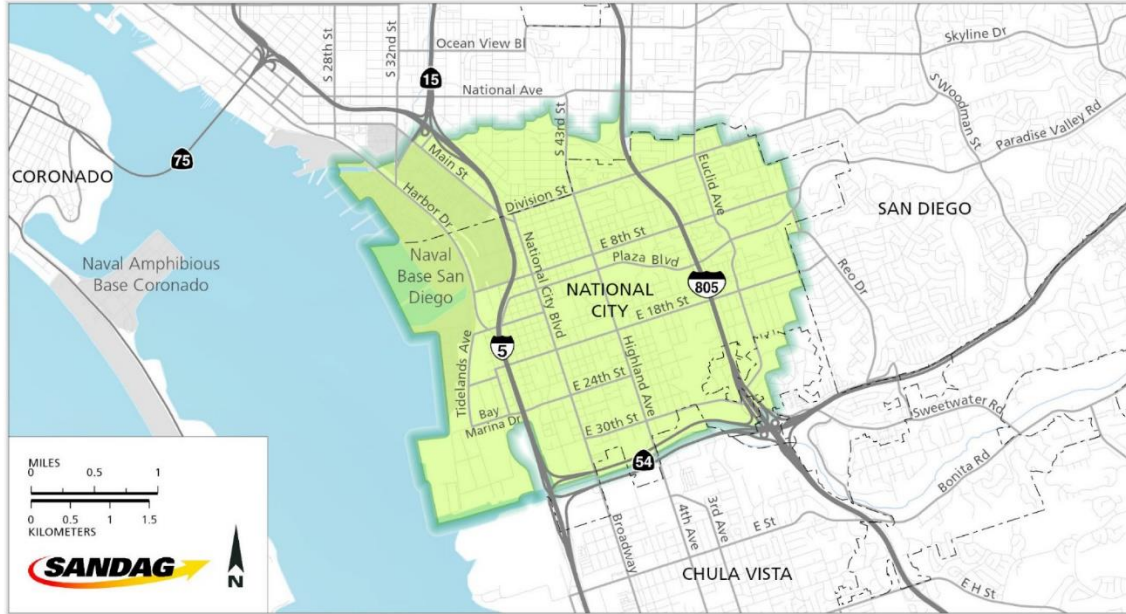 S 28th St
S 32nd St
Ocean View Bl
15
National Ave
S 43rd St
Skyline Dr
S Woodman St
Paradise Valley Rd
75
CORONADO
Main St
Harbor Dr
Division St
Euclid Ave
SAN DIEGO
E 8th St
Plaza Blvd
Naval Amphibious
Base Coronado
Naval
Base San
Diego
National City Blvd
NATIONAL
CITY
805
Reo Dr
E 18th St
5
Tidelands Ave
Highland Ave
E 24th St
Bay
Marina Dr
E 30th St
Sweetwater Rd
54
Bonita Rd
Broadway
4th Ave
3rd Ave
E St
CHULA VISTA
E H St
MILES
0 0.5 1
0 0.5 1 1.5
KILOMETERS
SANDAG
N